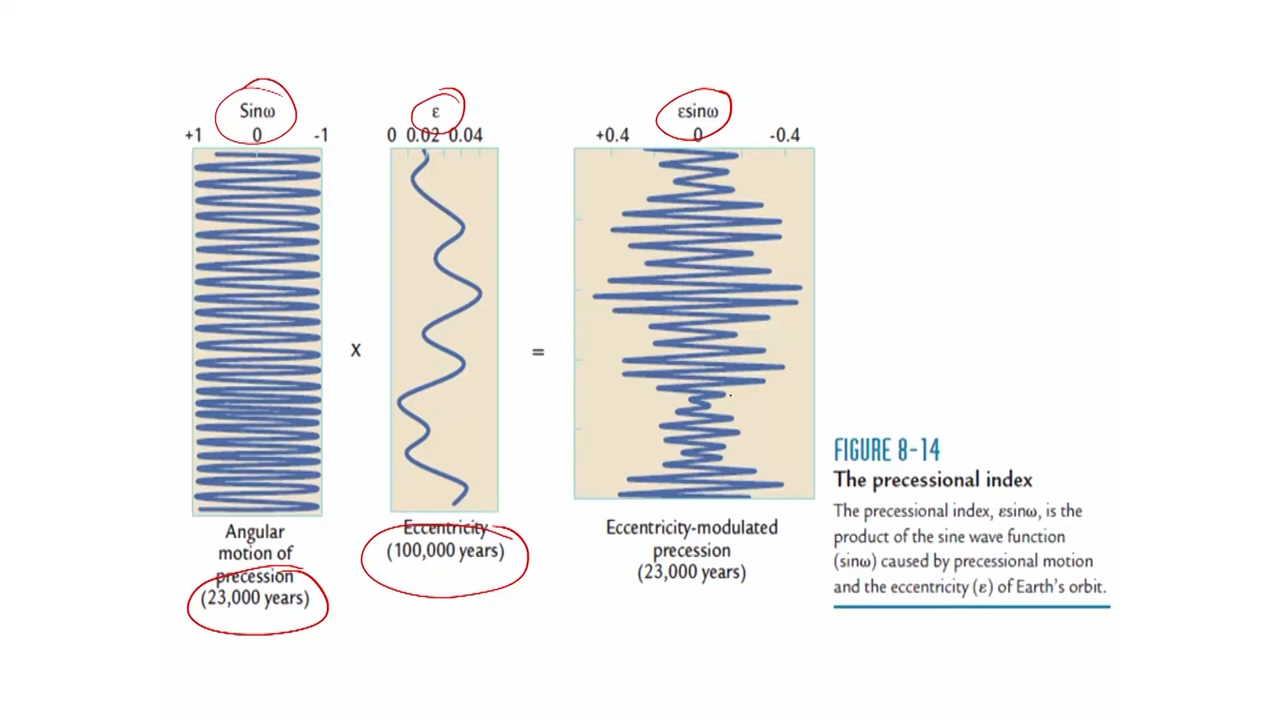 Sinω
+1 0 -1
ε
0 0.02 0.04
εsinω
+0.4 0 -0.4
x
=
Angular
motion of
precession
(23,000 years)
Eccentricity
(100,000 years)
Eccentricity-modulated
precession
(23,000 years)
FIGURE 8-14
The precessional index
The precessional index, εsinω, is the
product of the sine wave function
(sinω) caused by precessional motion
and the eccentricity (ε) of Earth's orbit.